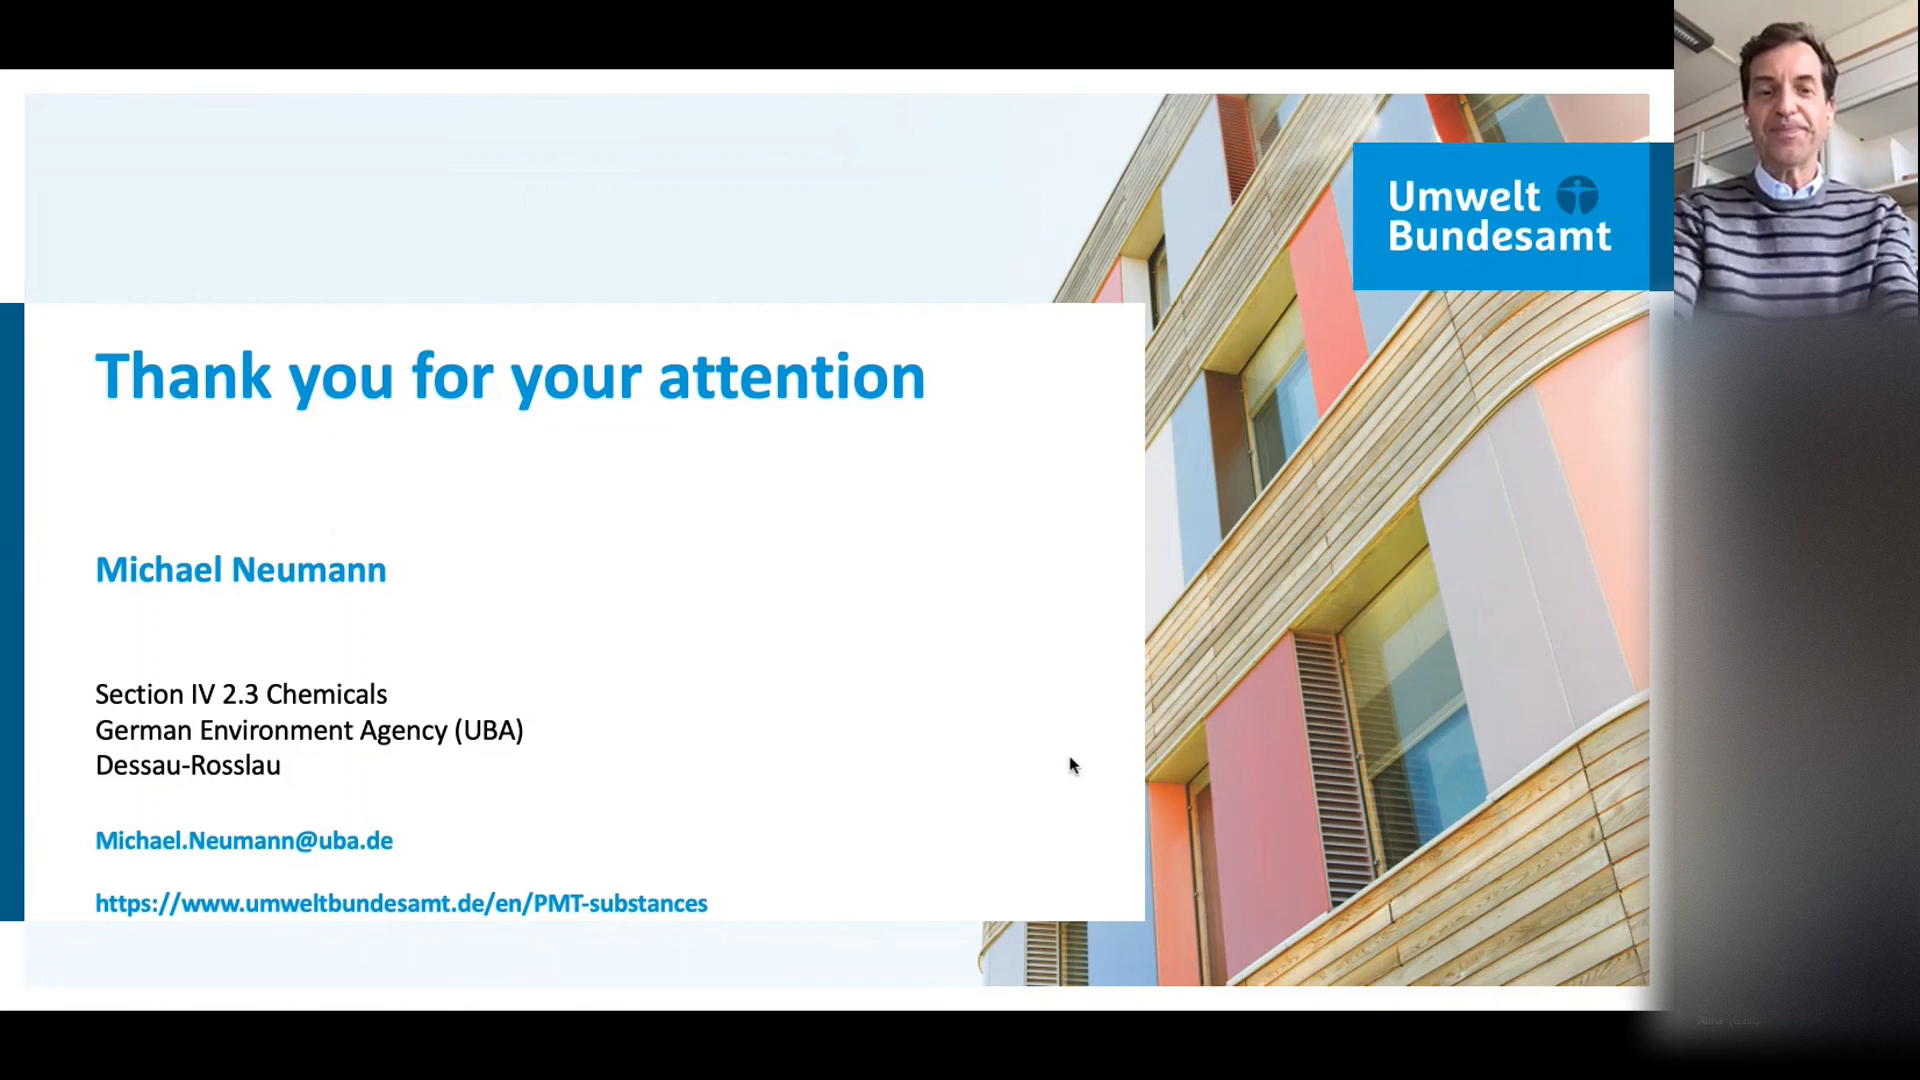 Umwelt
Bundesamt
Thank you for your attention
Michael Neumann
Section IV 2.3 Chemicals
German Environment Agency (UBA)
Dessau-Rosslau
Michael.Neumann@uba.de
https://www.umweltbundesamt.de/en/PMT-substances